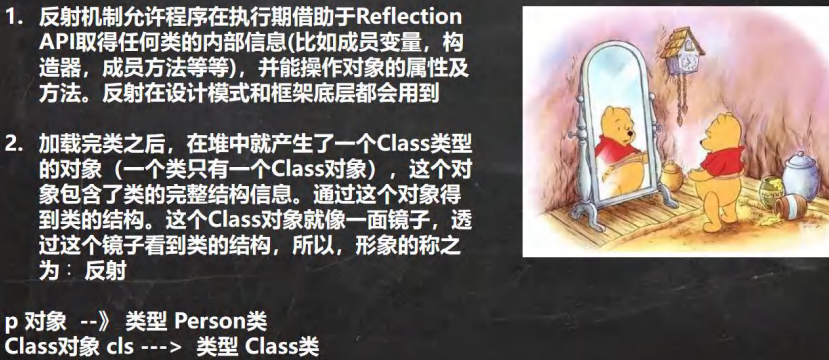 1. 反射机制允许程序在执行期借助于Reflection
API取得任何类的内部信息(比如成员变量，构
造器，成员方法等等)，并能操作对象的属性及
方法。反射在设计模式和框架底层都会用到
2. 加载完类之后，在堆中就产生了一个Class类型
的对象（一个类只有一个Class对象），这个对
象包含了类的完整结构信息。通过这个对象得
到类的结构。这个Class对象就像一面镜子，透
过这个镜子看到类的结构，所以，形象的称之
为：反射
p 对象 --》 类型 Person类
Class对象 cls ---> 类型 Class类